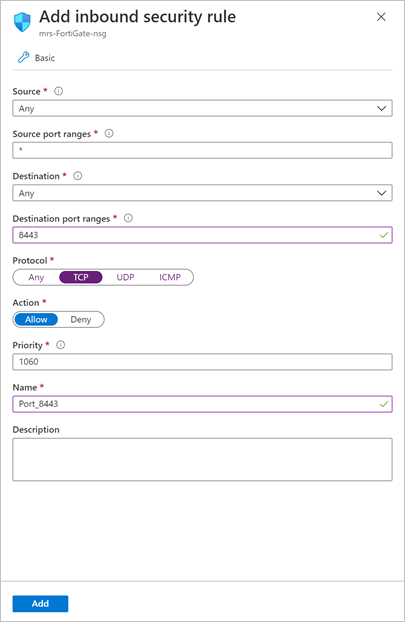 Add inbound security rule
mrs-FortiGate-nsg
Basic
Source *
Any
Source port ranges *
*
Destination *
Any
Destination port ranges *
8443
Protocol *
Any TCP UDP ICMP
Action *
Allow Deny
Priority *
1060
Name *
Port_8443
Description
Add